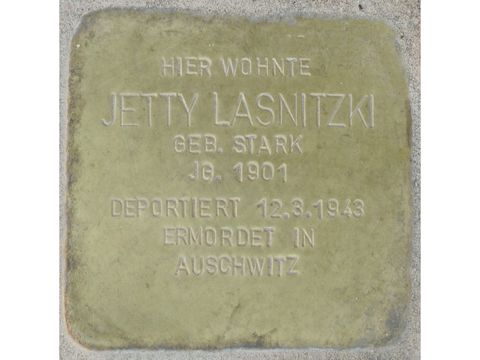 HIER WOHNTE
JETTY LASNITZKI
GEB. STARK
JG. 1901
DEPORTIERT 12.3.1943
ERMORDET IN
AUSCHWITZ